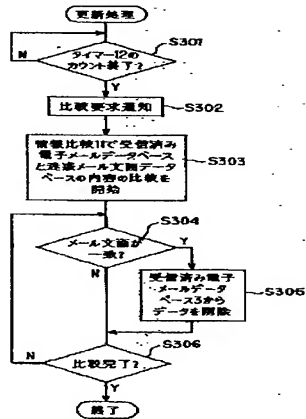 更新処理
S301
タイマー12の
カウント終了?
N
Y
比較要求通知
S302
情報比較11で受信済み
電子メールデータベース
と迷惑メール文面データ
ベースの内容の比較を
開始
S303
S304
メール文面が
一致?
Y
N
受信済み電子
メールデータ
ベース3から
データを削除
S305
S306
N
比較完了?
Y
終了